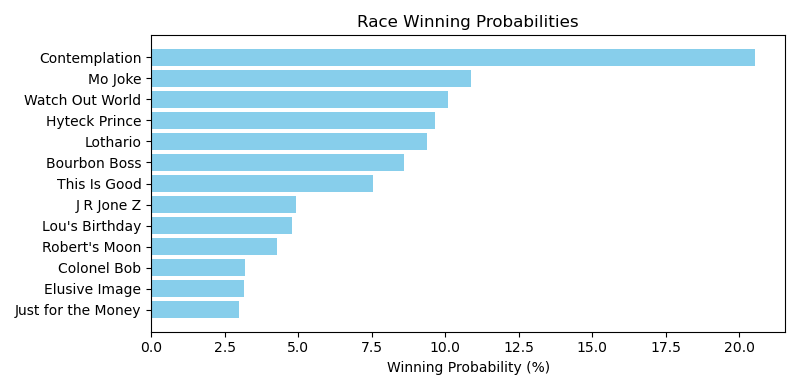 Race Winning Probabilities
Contemplation
Mo Joke
Watch Out World
Hyteck Prince
Lothario
Bourbon Boss
This Is Good
J R Jone Z
Lou's Birthday
Robert's Moon
Colonel Bob
Elusive Image
Just for the Money
0.0 2.5 5.0 7.5 10.0 12.5 15.0 17.5 20.0
Winning Probability (%)